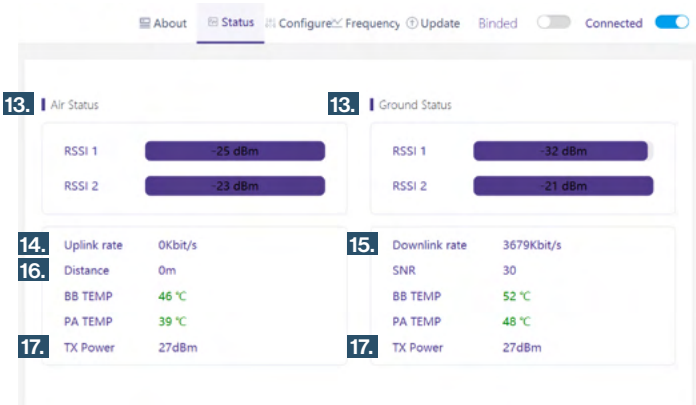 About Status Configure Frequency Update Binded Connected
13. Air Status
RSSI 1 -25 dBm
RSSI 2 -23 dBm
14. Uplink rate 0Kbit/s
16. Distance 0m
BB TEMP 46 ℃
PA TEMP 39 ℃
17. TX Power 27dBm
13. Ground Status
RSSI 1 -32 dBm
RSSI 2 -21 dBm
15. Downlink rate 3679Kbit/s
SNR 30
BB TEMP 52 ℃
PA TEMP 48 ℃
17. TX Power 27dBm